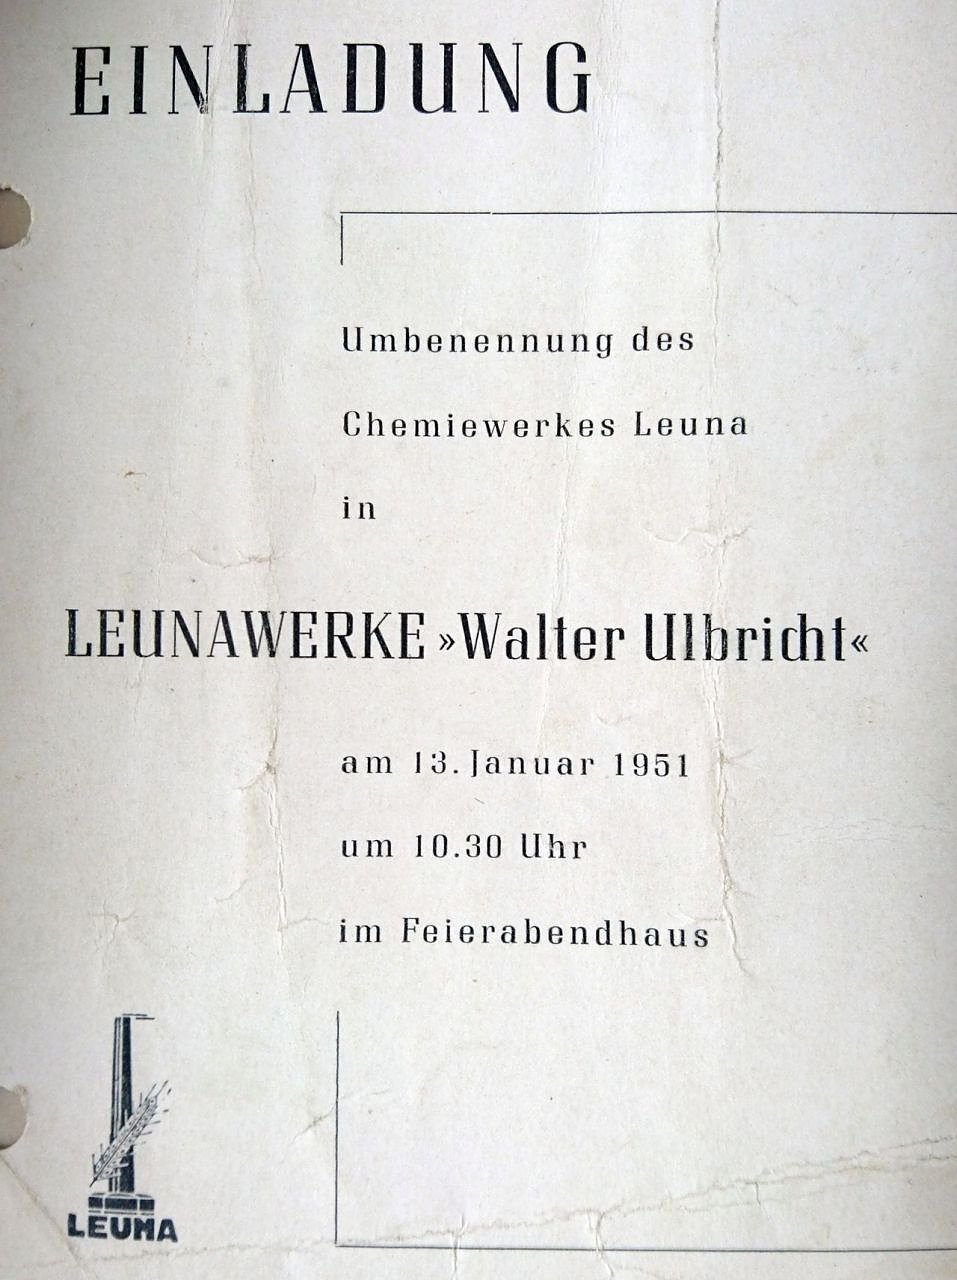 EINLADUNG
Umbenennung des
Chemiewerkes Leuna
in
LEUNAWERKE »Walter Ulbricht«
am 13. Januar 1951
um 10.30 Uhr
im Feierabendhaus
LEUNA